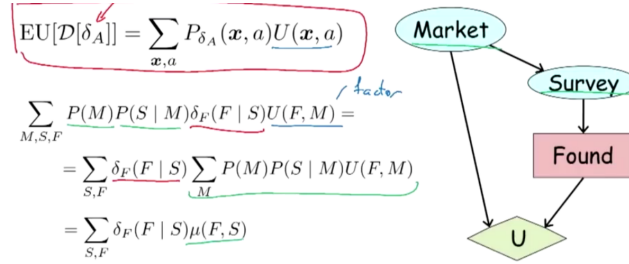 EU[𝒟[δ_A]] = ∑_{x,a} P_{δ_A}(x, a)U(x, a)
factor
∑_{M,S,F} P(M)P(S | M)δ_F(F | S)U(F, M) =
= ∑_{S,F} δ_F(F | S) ∑_M P(M)P(S | M)U(F, M)
= ∑_{S,F} δ_F(F | S)μ(F, S)
Market
Survey
Found
U